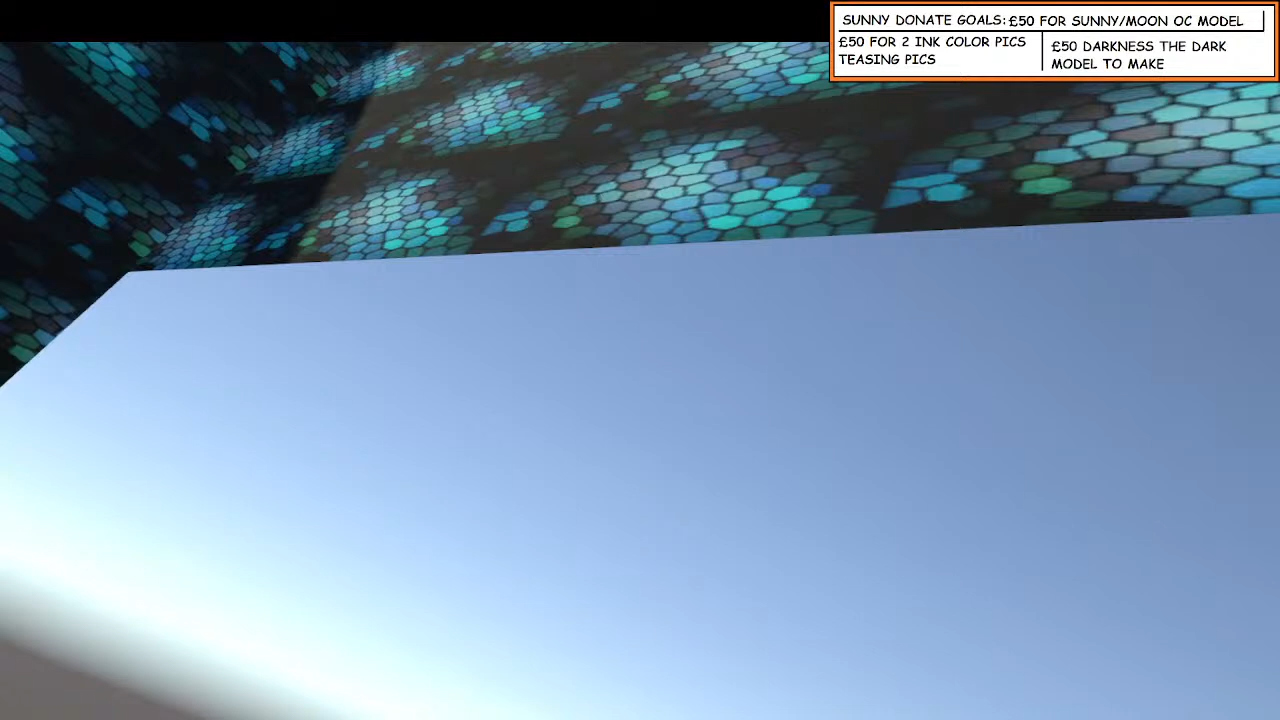 SUNNY DONATE GOALS: £50 FOR SUNNY/MOON OC MODEL
£50 FOR 2 INK COLOR PICS
TEASING PICS
£50 DARKNESS THE DARK
MODEL TO MAKE